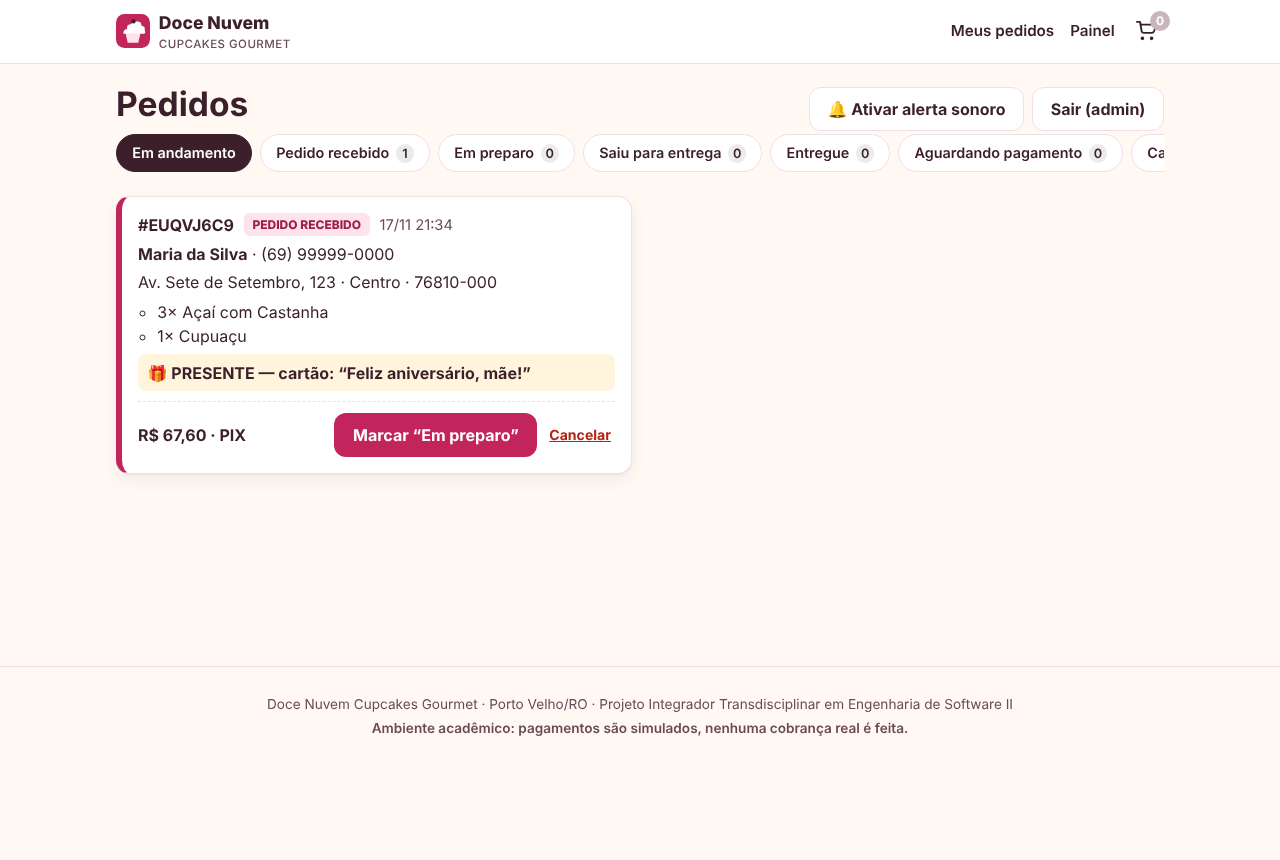 Doce Nuvem
CUPCAKES GOURMET
Meus pedidos Painel 0
Pedidos
🔔 Ativar alerta sonoro Sair (admin)
Em andamento Pedido recebido 1 Em preparo 0 Saiu para entrega 0 Entregue 0 Aguardando pagamento 0 Ca
#EUQVJ6C9 PEDIDO RECEBIDO 17/11 21:34
Maria da Silva · (69) 99999-0000
Av. Sete de Setembro, 123 · Centro · 76810-000
3× Açaí com Castanha
1× Cupuaçu
🎁 PRESENTE — cartão: “Feliz aniversário, mãe!”
R$ 67,60 · PIX Marcar “Em preparo” Cancelar
Doce Nuvem Cupcakes Gourmet · Porto Velho/RO · Projeto Integrador Transdisciplinar em Engenharia de Software II
Ambiente acadêmico: pagamentos são simulados, nenhuma cobrança real é feita.